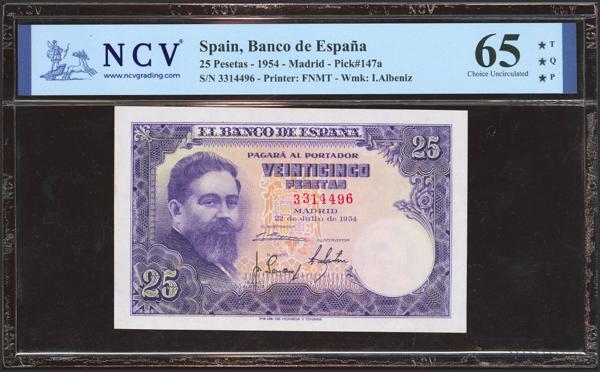 NCV
www.ncvgrading.com
Spain, Banco de España
25 Pesetas - 1954 - Madrid - Pick#147a
S/N 3314496 - Printer: FNMT - Wmk: I.Albeniz
65
Choice Uncirculated
★ T
★ Q
★ P
EL BANCO DE ESPAÑA
PAGARÁ AL PORTADOR
25
VEINTICINCO
PESETAS
3314496
MADRID
22 de Julio de 1954
25
NCV
NCV